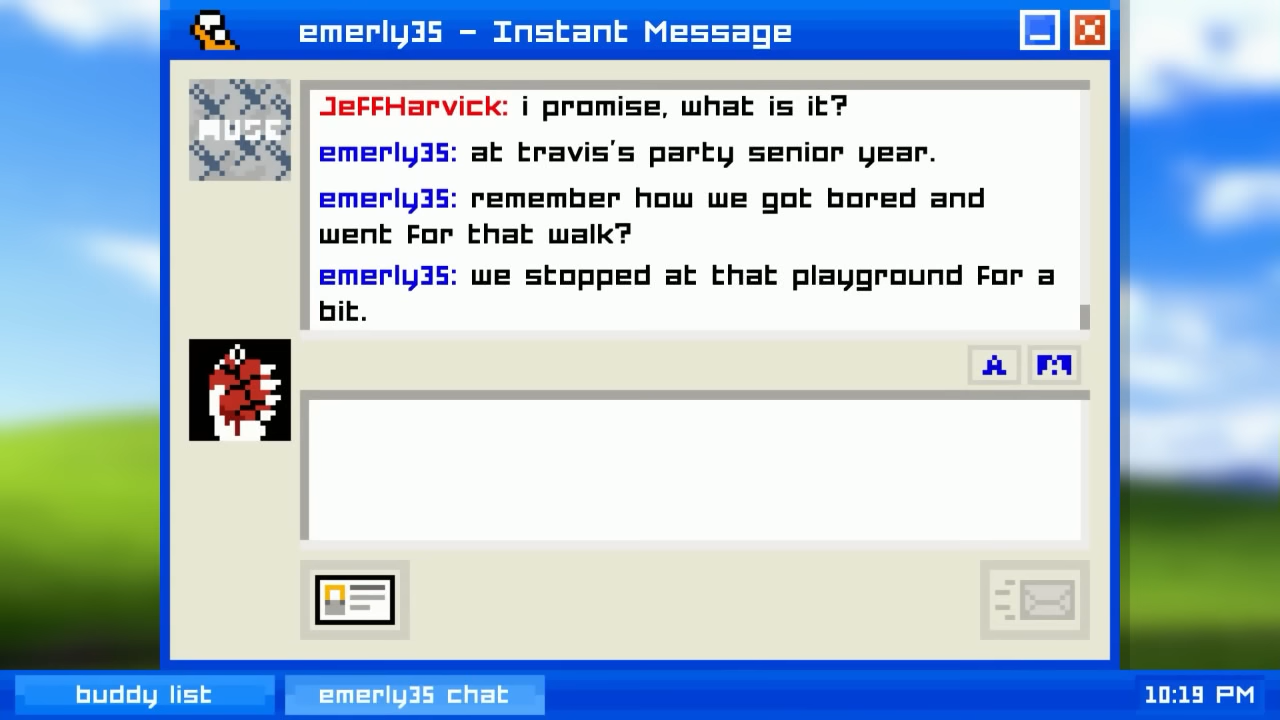 emerly35 - Instant Message
MUSE
JeffHarvick: i promise, what is it?
emerly35: at travis's party senior year.
emerly35: remember how we got bored and
went for that walk?
emerly35: we stopped at that playground for a
bit.
A
buddy list
emerly35 chat
10:19 PM